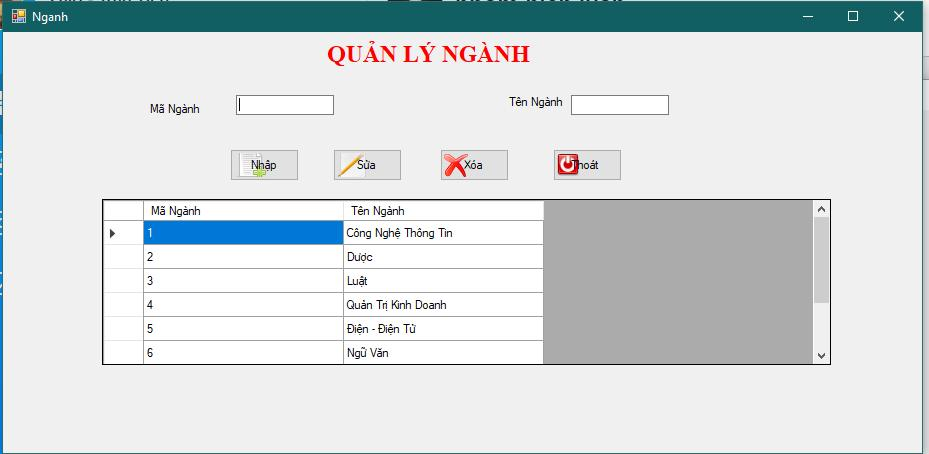 Nganh
QUẢN LÝ NGÀNH
Mã Ngành
Tên Ngành
Nhập
Sửa
Xóa
Thoát
Mã Ngành Tên Ngành
1 Công Nghệ Thông Tin
2 Dược
3 Luật
4 Quản Trị Kinh Doanh
5 Điện - Điện Tử
6 Ngữ Văn